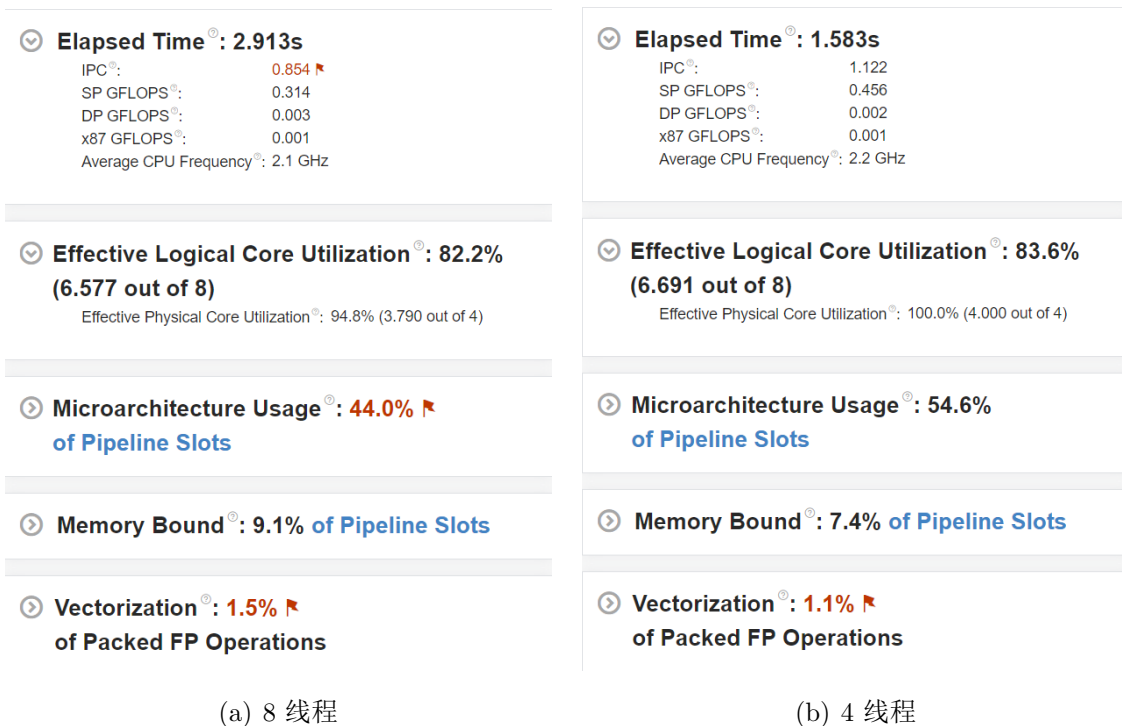 Elapsed Time: 2.913s
IPC: 0.854
SP GFLOPS: 0.314
DP GFLOPS: 0.003
x87 GFLOPS: 0.001
Average CPU Frequency: 2.1 GHz
Effective Logical Core Utilization: 82.2%
(6.577 out of 8)
Effective Physical Core Utilization: 94.8% (3.790 out of 4)
Microarchitecture Usage: 44.0%
of Pipeline Slots
Memory Bound: 9.1% of Pipeline Slots
Vectorization: 1.5%
of Packed FP Operations
(a) 8 线程
Elapsed Time: 1.583s
IPC: 1.122
SP GFLOPS: 0.456
DP GFLOPS: 0.002
x87 GFLOPS: 0.001
Average CPU Frequency: 2.2 GHz
Effective Logical Core Utilization: 83.6%
(6.691 out of 8)
Effective Physical Core Utilization: 100.0% (4.000 out of 4)
Microarchitecture Usage: 54.6%
of Pipeline Slots
Memory Bound: 7.4% of Pipeline Slots
Vectorization: 1.1%
of Packed FP Operations
(b) 4 线程